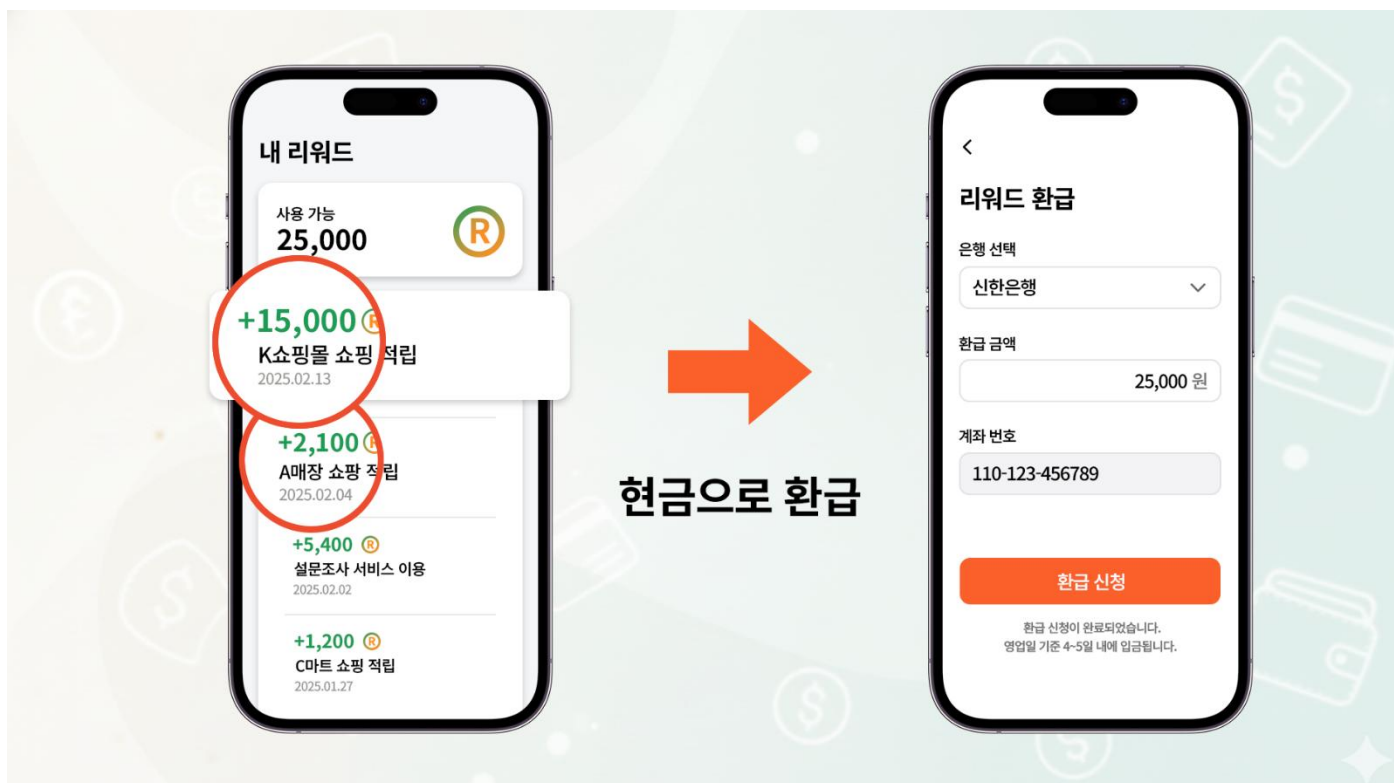 내 리워드
사용 가능
25,000
R
+15,000 R
K쇼핑몰 쇼핑 적립
2025.02.13
+2,100 R
A매장 쇼팡 적립
2025.02.04
+5,400 R
설문조사 서비스 이용
2025.02.02
+1,200 R
C마트 쇼핑 적립
2025.01.27
현금으로 환급
리워드 환급
은행 선택
신한은행
환급 금액
25,000 원
계좌 번호
110-123-456789
환급 신청
환급 신청이 완료되었습니다.
영업일 기준 4~5일 내에 입금됩니다.